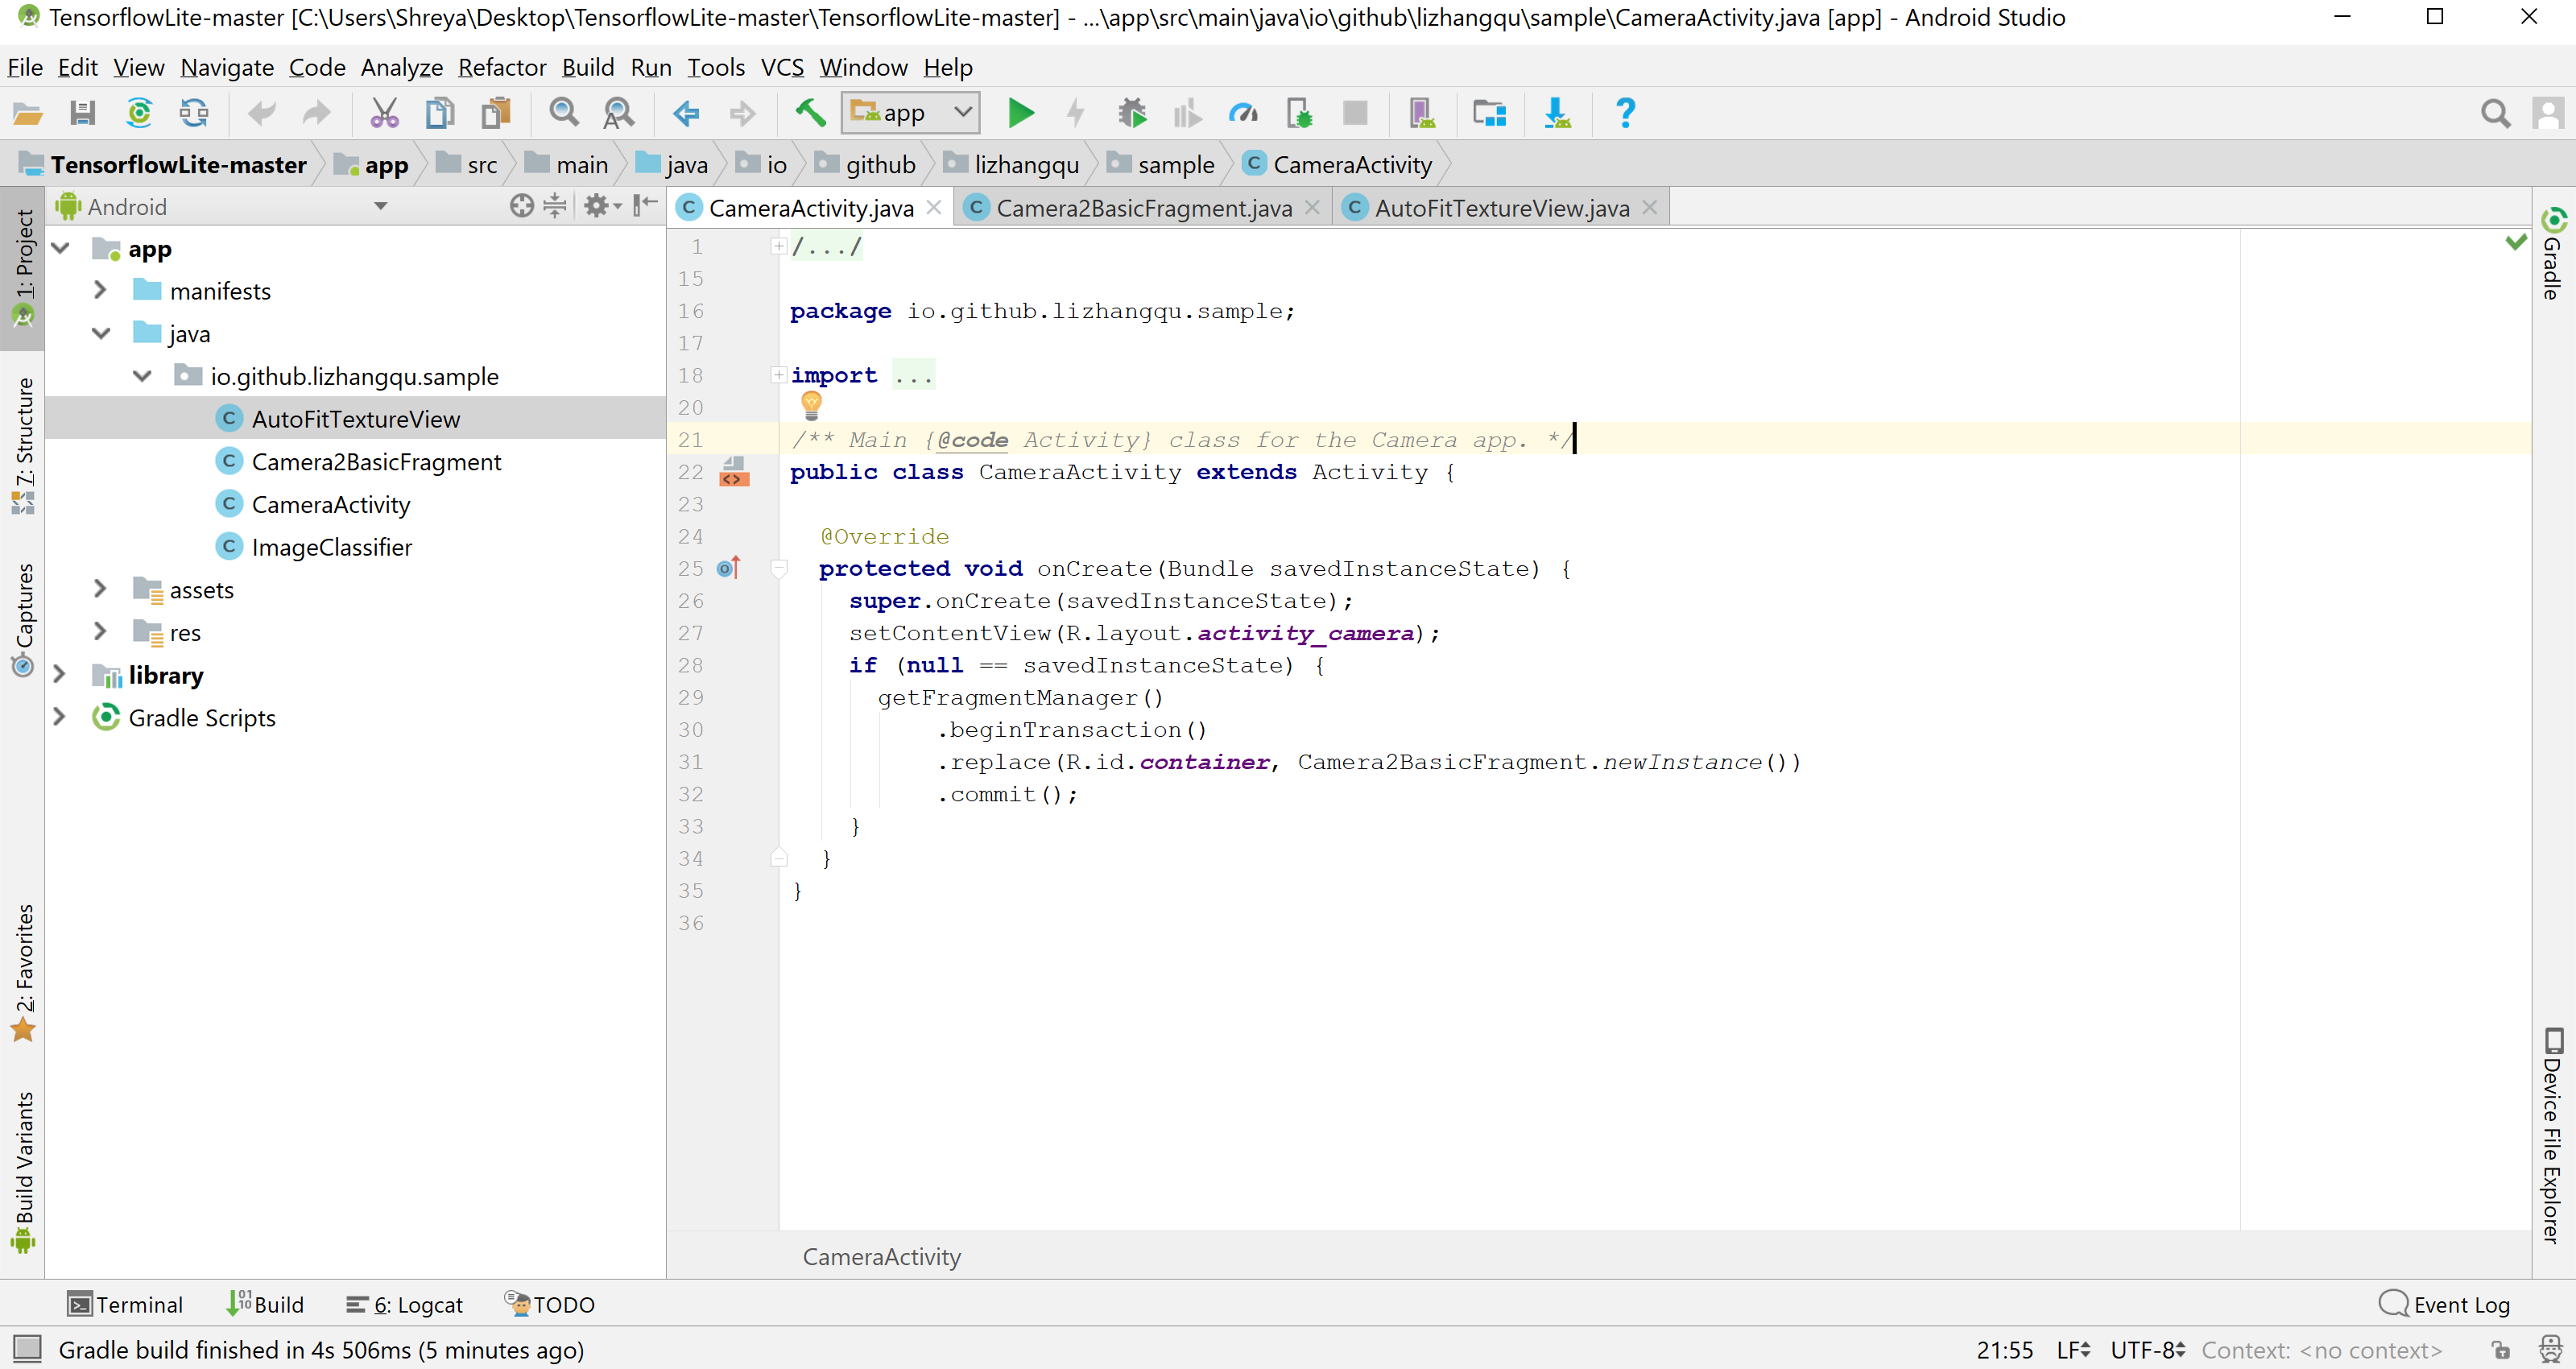 TensorflowLite-master [C:\Users\Shreya\Desktop\TensorflowLite-master\TensorflowLite-master] - ...\app\src\main\java\io\github\lizhangqu\sample\CameraActivity.java [app] - Android Studio
File Edit View Navigate Code Analyze Refactor Build Run Tools VCS Window Help
app
TensorflowLite-master app src main java io github lizhangqu sample CameraActivity
Android
CameraActivity.java Camera2BasicFragment.java AutoFitTextureView.java
1: Project
7: Structure
Captures
2: Favorites
Build Variants
app
manifests
java
io.github.lizhangqu.sample
AutoFitTextureView
Camera2BasicFragment
CameraActivity
ImageClassifier
assets
res
library
Gradle Scripts
1 /.../
15
16 package io.github.lizhangqu.sample;
17
18 import ...
20
21 /** Main {@code Activity} class for the Camera app. */
22 public class CameraActivity extends Activity {
23
24 @Override
25 protected void onCreate(Bundle savedInstanceState) {
26 super.onCreate(savedInstanceState);
27 setContentView(R.layout.activity_camera);
28 if (null == savedInstanceState) {
29 getFragmentManager()
30 .beginTransaction()
31 .replace(R.id.container, Camera2BasicFragment.newInstance())
32 .commit();
33 }
34 }
35 }
36
CameraActivity
Gradle
Device File Explorer
Terminal Build 6: Logcat TODO Event Log
Gradle build finished in 4s 506ms (5 minutes ago) 21:55 LF UTF-8 Context: <no context>